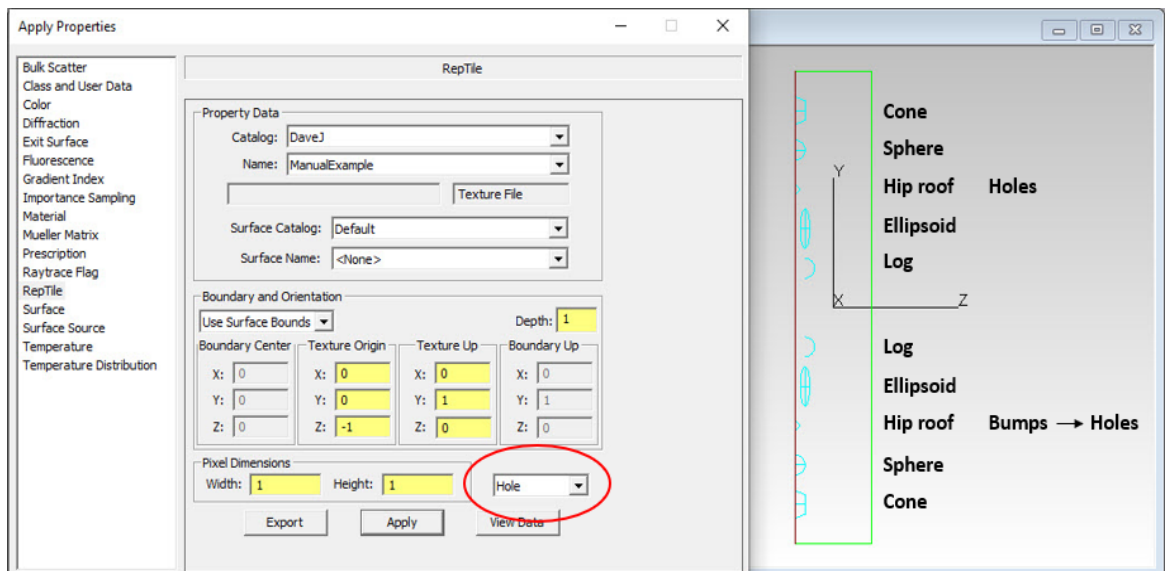 Apply Properties
Bulk Scatter
Class and User Data
Color
Diffraction
Exit Surface
Fluorescence
Gradient Index
Importance Sampling
Material
Mueller Matrix
Prescription
Raytrace Flag
RepTile
Surface
Surface Source
Temperature
Temperature Distribution
RepTile
Property Data
Catalog: DaveJ
Name: ManualExample
Texture File
Surface Catalog: Default
Surface Name: <None>
Boundary and Orientation
Use Surface Bounds Depth: 1
Boundary Center Texture Origin Texture Up Boundary Up
X: 0 X: 0 X: 0 X: 0
Y: 0 Y: 0 Y: 1 Y: 1
Z: 0 Z: -1 Z: 0 Z: 0
Pixel Dimensions
Width: 1 Height: 1 Hole
Export Apply View Data
Cone
Sphere
Y
Hip roof Holes
Ellipsoid
Log
X Z
Log
Ellipsoid
Hip roof Bumps → Holes
Sphere
Cone